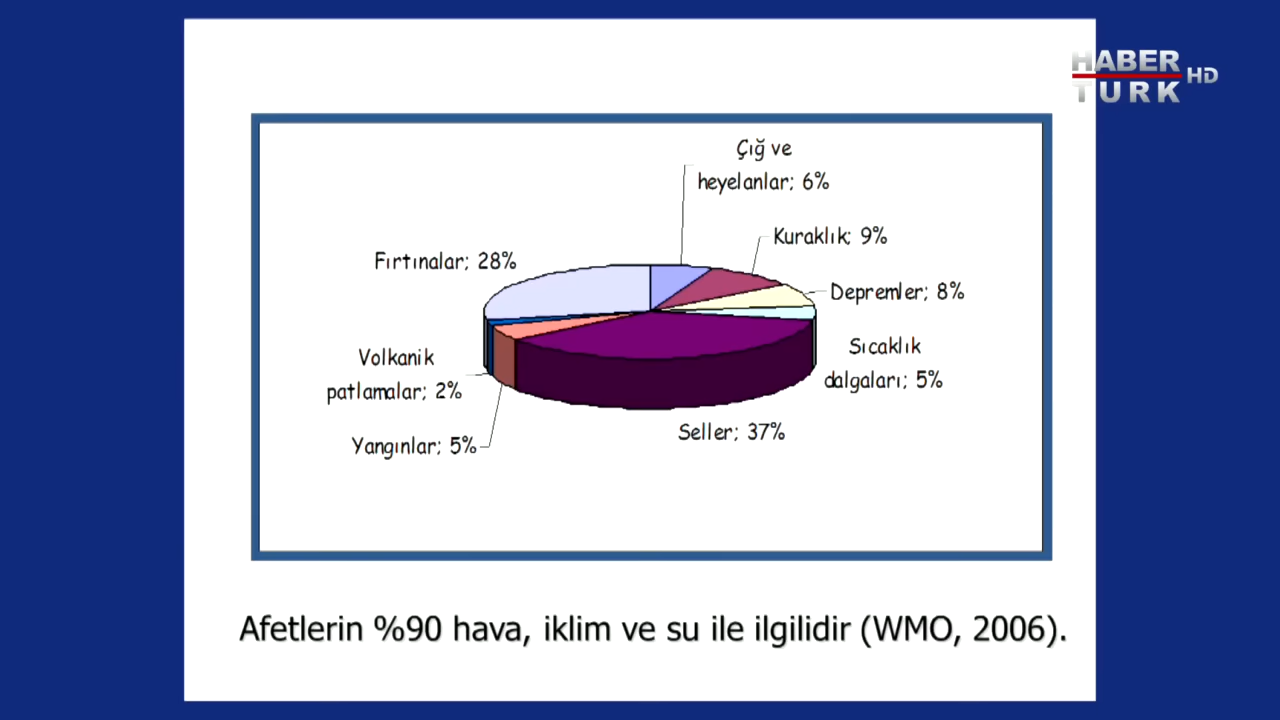 HABER
TURK HD
Çığ ve
heyelanlar; 6%
Kuraklık; 9%
Fırtınalar; 28%
Depremler; 8%
Sıcaklık
dalgaları; 5%
Volkanik
patlamalar; 2%
Seller; 37%
Yangınlar; 5%
Afetlerin %90 hava, iklim ve su ile ilgilidir (WMO, 2006).